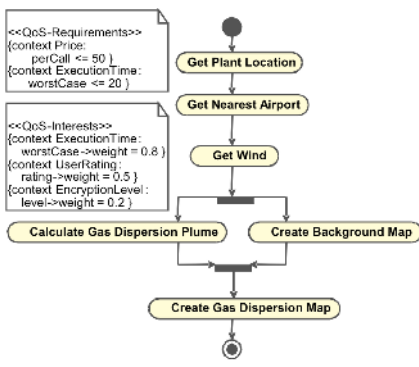 <<QoS-Requirements>>
{context Price:
perCall <= 50 }
{context ExecutionTime:
worstCase <= 20 }
<<QoS-Interests>>
{context ExecutionTime:
worstCase->weight = 0.8 }
{context UserRating:
rating->weight = 0.5 }
{context EncryptionLevel:
level->weight = 0.2 }
Get Plant Location
Get Nearest Airport
Get Wind
Calculate Gas Dispersion Plume
Create Background Map
Create Gas Dispersion Map